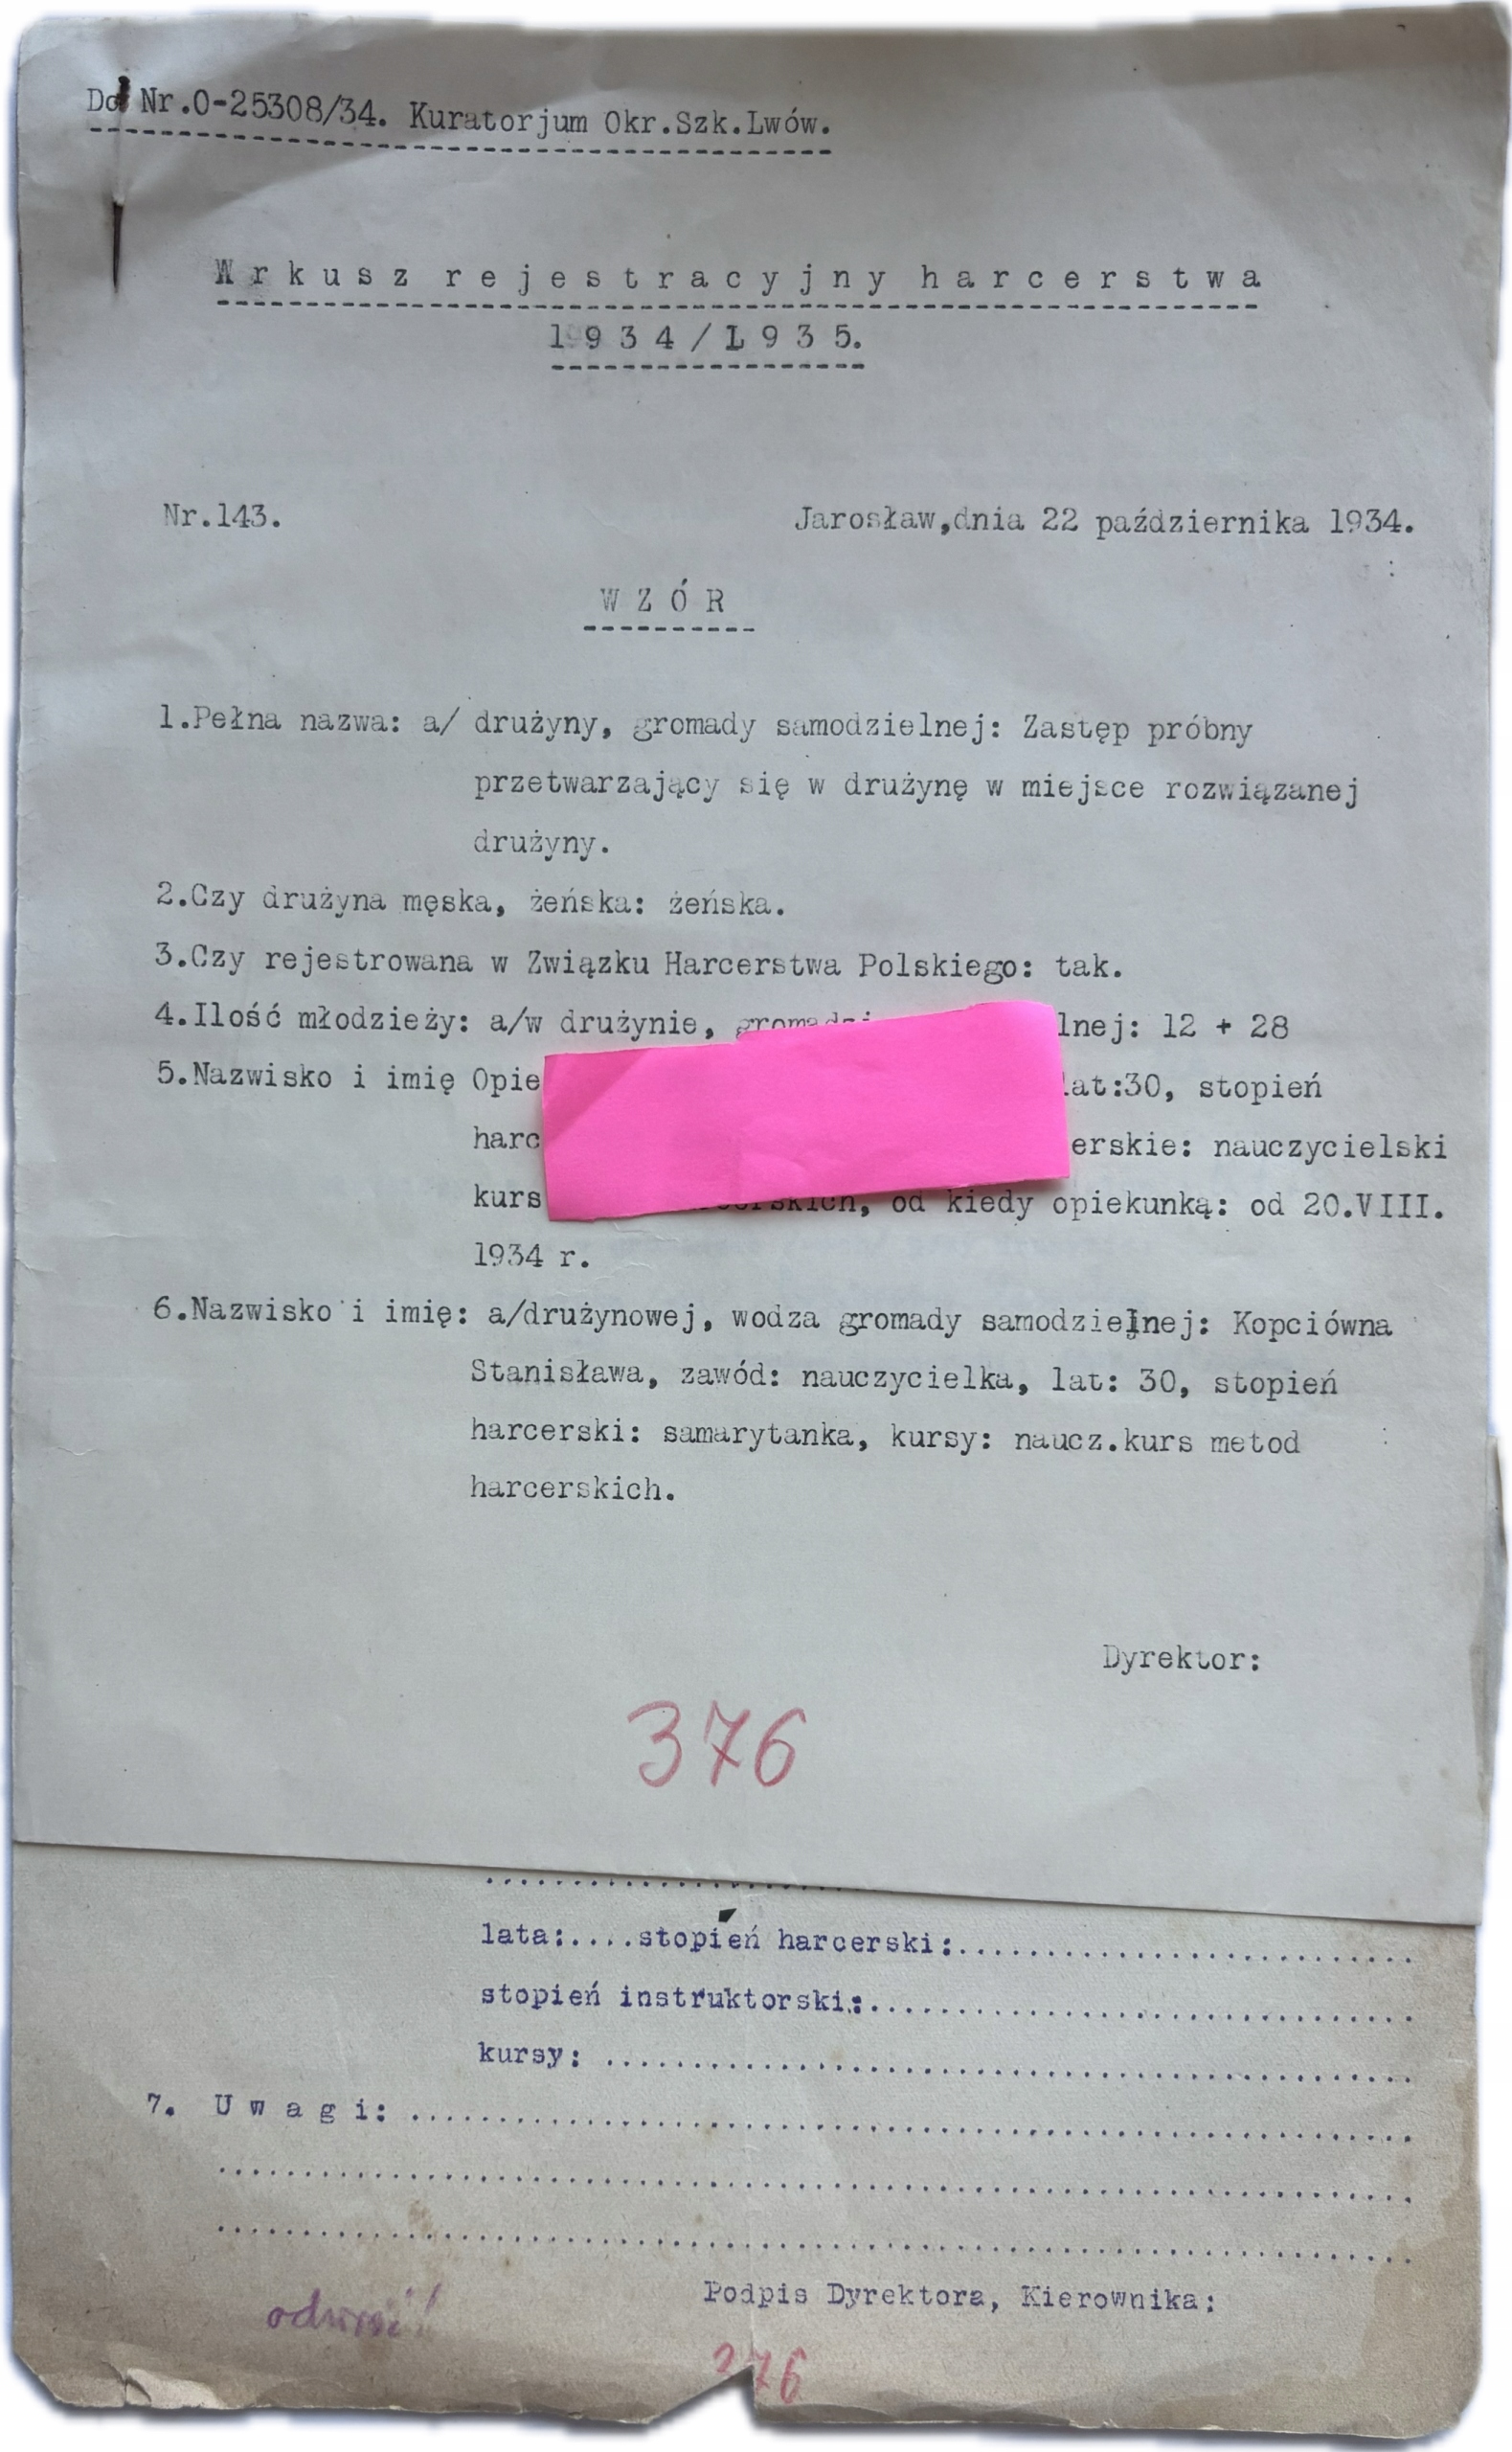 Do Nr.0-25308/34. Kuratorjum Okr.Szk.Lwów.
Wrkusz rejestracyjny harcerstwa
1934/1935.
Nr.143.
Jarosław,dnia 22 października 1934.
WZÓR
1.Pełna nazwa: a/ drużyny, gromady samodzielnej: Zastęp próbny
przetwarzający się w drużynę w miejsce rozwiązanej
drużyny.
2.Czy drużyna męska, żeńska: żeńska.
3.Czy rejestrowana w Związku Harcerstwa Polskiego: tak.
4.Ilość młodzieży: a/w drużynie, lnej: 12 + 28
5.Nazwisko i imię Opie lat:30, stopień
harc erskie: nauczycielski
kurs od kiedy opiekunką: od 20.VIII.
1934 r.
6.Nazwisko i imię: a/drużynowej, wodza gromady samodzielnej: Kopciówna
Stanisława, zawód: nauczycielka, lat: 30, stopień
harcerski: samarytanka, kursy: naucz.kurs metod
harcerskich.
Dyrektor:
376
lata:....stopień harcerski:
stopień instruktorski:
kursy:
7. Uwagi:
Podpis Dyrektora, Kierownika:
376